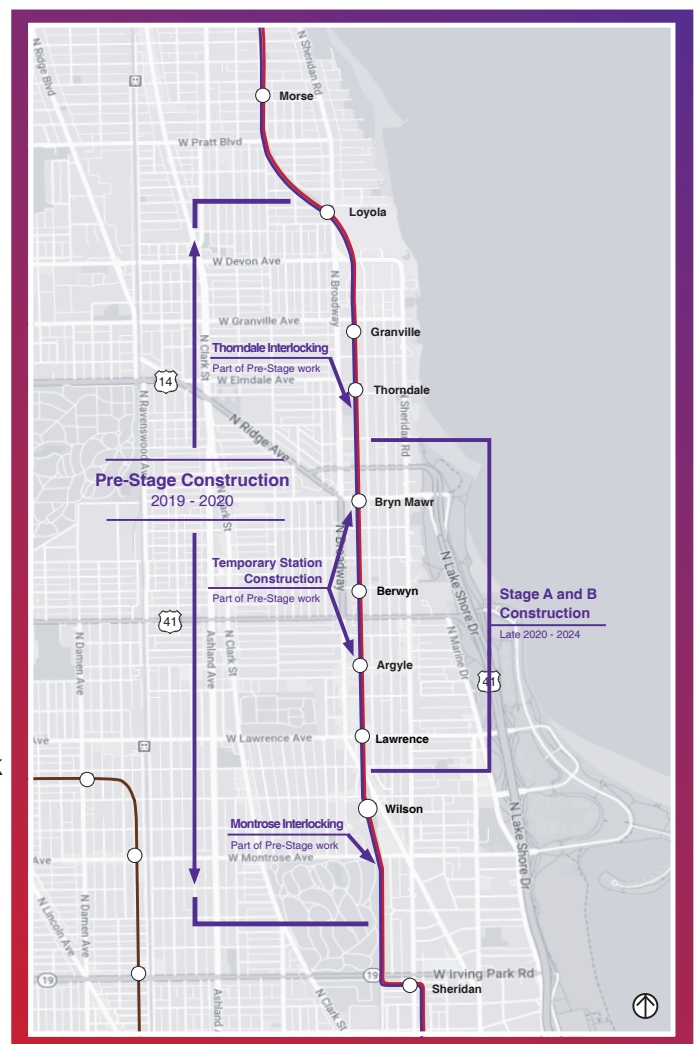 N Ridge Blvd
N Sheridan Rd
Morse
W Pratt Blvd
Loyola
W Devon Ave
N Broadway
W Granville Ave
Granville
N Clark St
Thorndale Interlocking
Part of Pre-Stage work
W Elmdale Ave
14
Thorndale
N Ravenswood Av
N Sheridan Rd
N Ridge Ave
Pre-Stage Construction
2019 - 2020
ark St
Bryn Mawr
N Broadway
Temporary Station
Construction
Part of Pre-Stage work
N Lake Shore Dr
Berwyn
Stage A and B
Construction
Late 2020 - 2024
41
N Damen Ave
Ashland Ave
N Clark St
N Marine Dr
Argyle
41
Ave
W Lawrence Ave
Lawrence
Wilson
Montrose Interlocking
Part of Pre-Stage work
N Lake Shore Dr
Ave
W Montrose Ave
N Lincoln Ave
N Damen Ave
19
19
W Irving Park Rd
Sheridan
Ashland
N Clark St